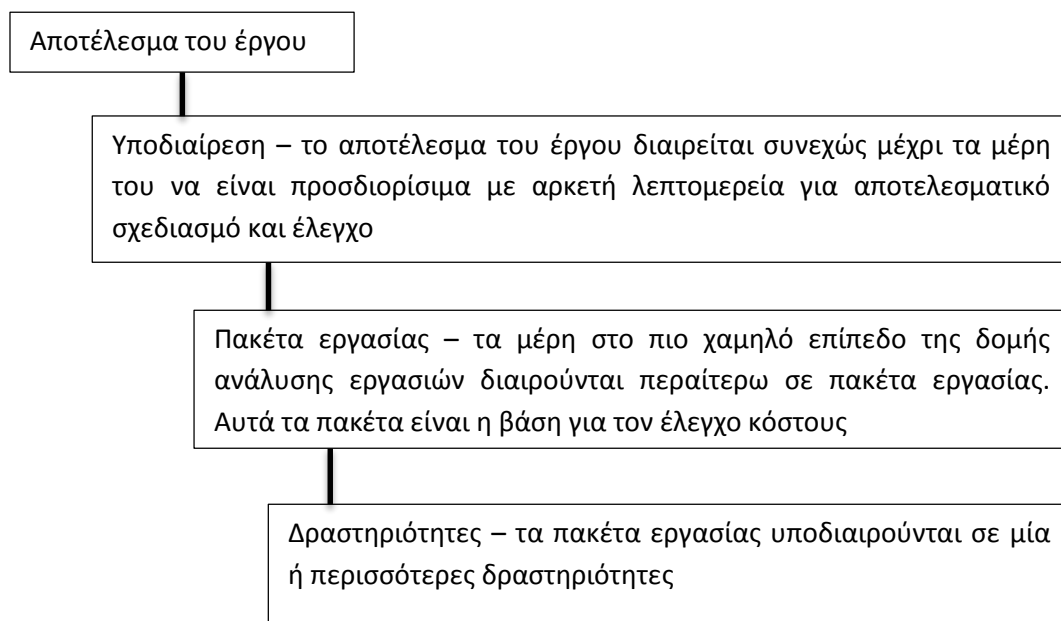 Αποτέλεσμα του έργου
Υποδιαίρεση – το αποτέλεσμα του έργου διαιρείται συνεχώς μέχρι τα μέρη
του να είναι προσδιορίσιμα με αρκετή λεπτομερεία για αποτελεσματικό
σχεδιασμό και έλεγχο
Πακέτα εργασίας – τα μέρη στο πιο χαμηλό επίπεδο της δομής
ανάλυσης εργασιών διαιρούνται περαίτερω σε πακέτα εργασίας.
Αυτά τα πακέτα είναι η βάση για τον έλεγχο κόστους
Δραστηριότητες – τα πακέτα εργασίας υποδιαιρούνται σε μία
ή περισσότερες δραστηριότητες